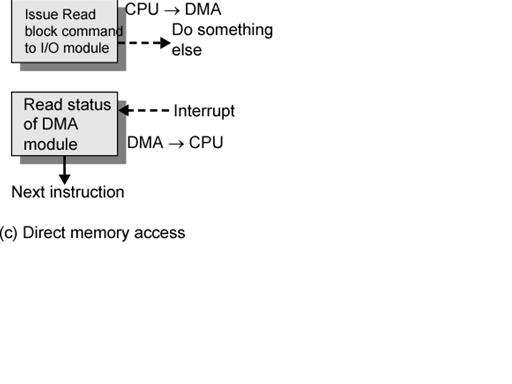 CPU → DMA
Issue Read
block command
to I/O module
Do something
else
Read status
of DMA
module
Interrupt
DMA → CPU
Next instruction
(c) Direct memory access